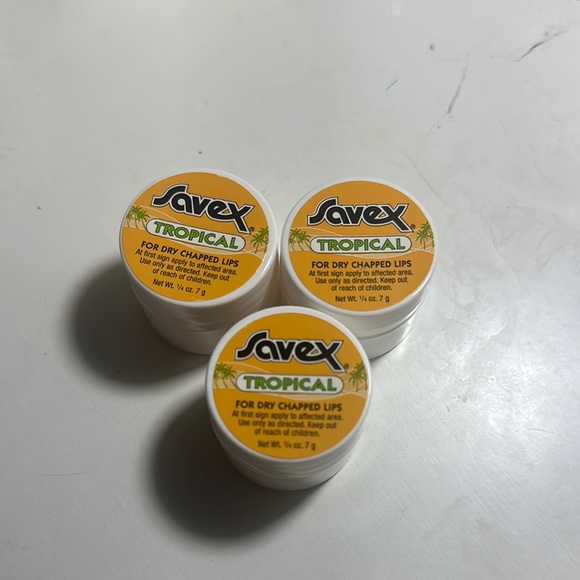 Savex®
TROPICAL
FOR DRY CHAPPED LIPS
At first sign apply to affected area.
Use only as directed. Keep out
of reach of children.
Net Wt. ¼ oz. 7 g
Savex®
TROPICAL
FOR DRY CHAPPED LIPS
At first sign apply to affected area.
Use only as directed. Keep out
of reach of children.
Net Wt. ¼ oz. 7 g
Savex®
TROPICAL
FOR DRY CHAPPED LIPS
At first sign apply to affected area.
Use only as directed. Keep out
of reach of children.
Net Wt. ¼ oz. 7 g